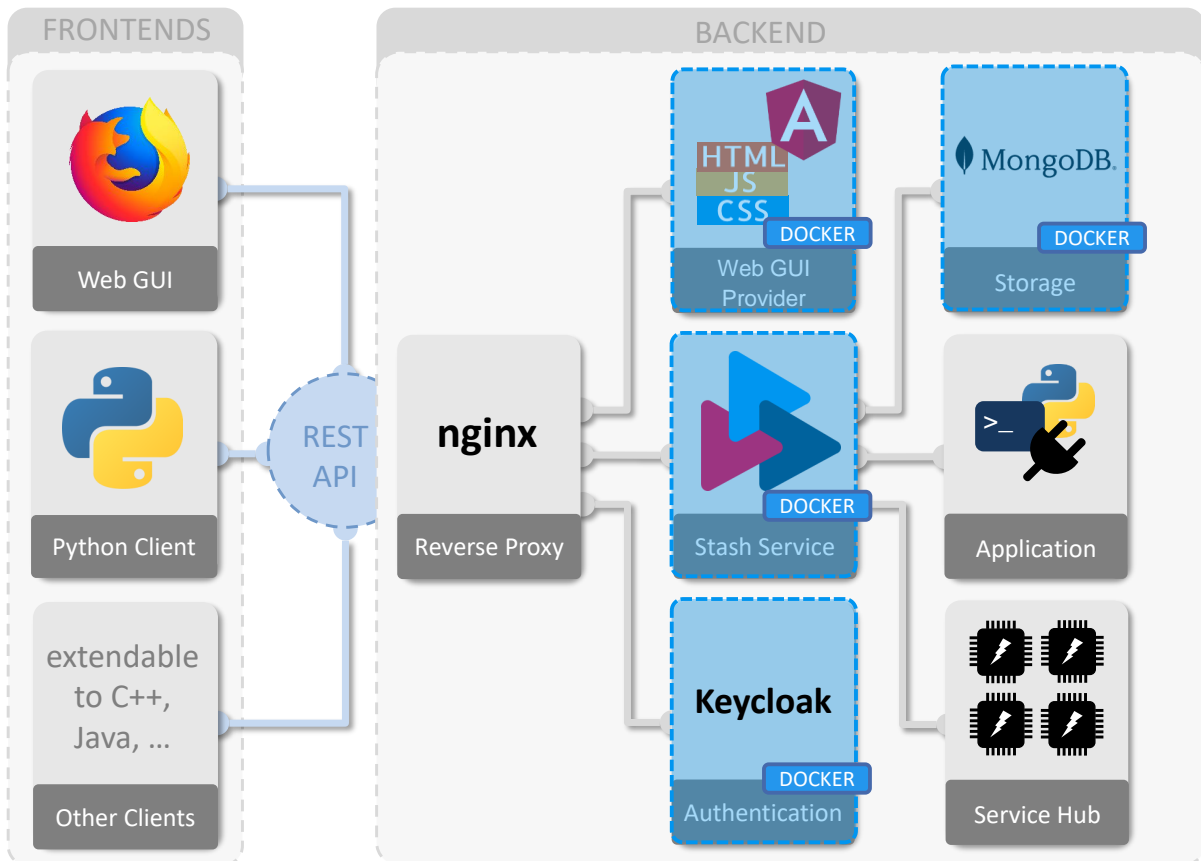 FRONTENDS
Web GUI
Python Client
extendable
to C++,
Java, ...
Other Clients
REST
API
BACKEND
nginx
Reverse Proxy
A
HTML
JS
CSS
DOCKER
Web GUI
Provider
DOCKER
Stash Service
Keycloak
DOCKER
Authentication
MongoDB.
DOCKER
Storage
>_
Application
Service Hub